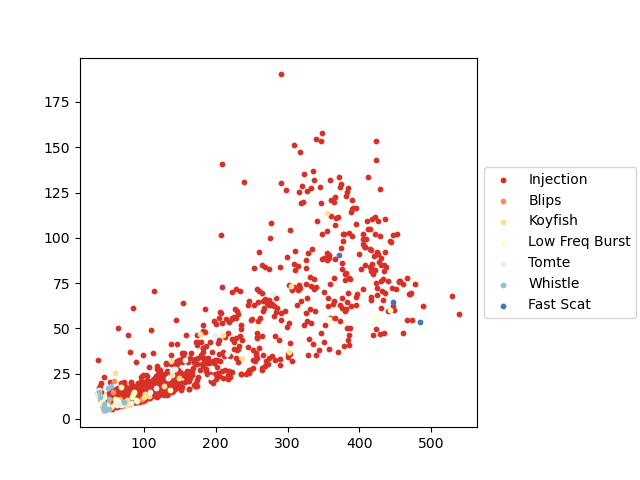 175
150
125
100
75
50
25
0
100 200 300 400 500
Injection
Blips
Koyfish
Low Freq Burst
Tomte
Whistle
Fast Scat